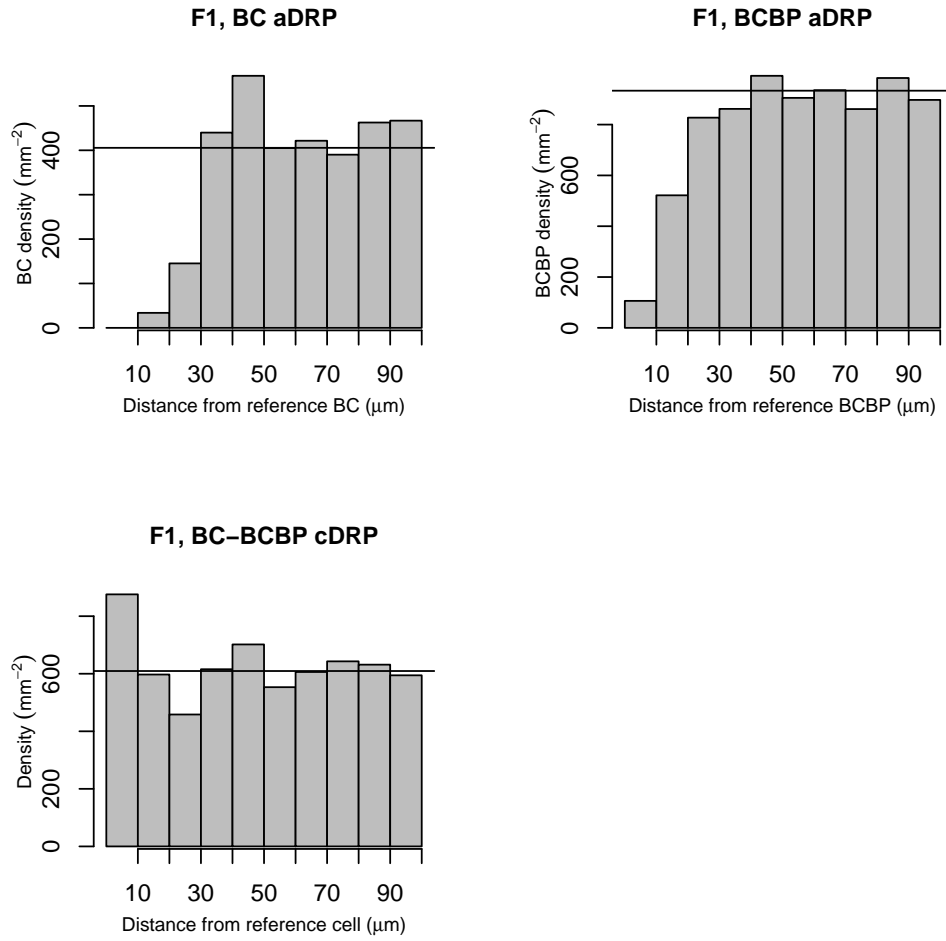 F1, BC aDRP
BC density (mm−2)
0 200 400
10 30 50 70 90
Distance from reference BC (μm)
F1, BCBP aDRP
BCBP density (mm−2)
0 200 600
10 30 50 70 90
Distance from reference BCBP (μm)
F1, BC−BCBP cDRP
Density (mm−2)
0 200 600
10 30 50 70 90
Distance from reference cell (μm)